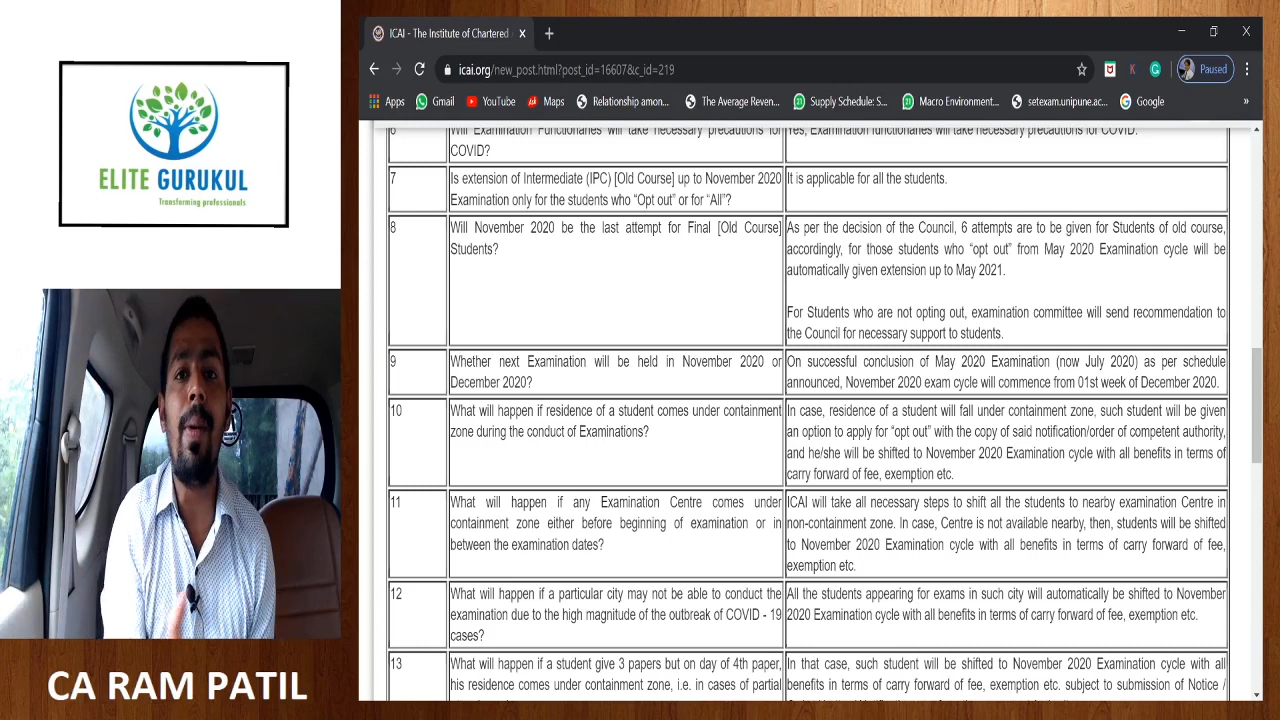 ELITE GURUKUL
Transforming professionals
CA RAM PATIL
ICAI - The Institute of Chartered
icai.org/new_post.html?post_id=16607&c_id=219
Paused
Apps Gmail YouTube Maps Relationship amon... The Average Reven... Supply Schedule: S... Macro Environment... setexam.unipune.ac... Google »
6 Will Examination Functionaries will take necessary precautions for
COVID?
Yes, Examination functionaries will take necessary precautions for COVID.
7
Is extension of Intermediate (IPC) [Old Course] up to November 2020
Examination only for the students who “Opt out” or for “All”?
It is applicable for all the students.
8
Will November 2020 be the last attempt for Final [Old Course]
Students?
As per the decision of the Council, 6 attempts are to be given for Students of old course,
accordingly, for those students who “opt out” from May 2020 Examination cycle will be
automatically given extension up to May 2021.
For Students who are not opting out, examination committee will send recommendation to
the Council for necessary support to students.
9
Whether next Examination will be held in November 2020 or
December 2020?
On successful conclusion of May 2020 Examination (now July 2020) as per schedule
announced, November 2020 exam cycle will commence from 01st week of December 2020.
10
What will happen if residence of a student comes under containment
zone during the conduct of Examinations?
In case, residence of a student will fall under containment zone, such student will be given
an option to apply for “opt out” with the copy of said notification/order of competent authority,
and he/she will be shifted to November 2020 Examination cycle with all benefits in terms of
carry forward of fee, exemption etc.
11
What will happen if any Examination Centre comes under
containment zone either before beginning of examination or in
between the examination dates?
ICAI will take all necessary steps to shift all the students to nearby examination Centre in
non-containment zone. In case, Centre is not available nearby, then, students will be shifted
to November 2020 Examination cycle with all benefits in terms of carry forward of fee,
exemption etc.
12
What will happen if a particular city may not be able to conduct the
examination due to the high magnitude of the outbreak of COVID - 19
cases?
All the students appearing for exams in such city will automatically be shifted to November
2020 Examination cycle with all benefits in terms of carry forward of fee, exemption etc.
13
What will happen if a student give 3 papers but on day of 4th paper,
his residence comes under containment zone, i.e. in cases of partial
In that case, such student will be shifted to November 2020 Examination cycle with all
benefits in terms of carry forward of fee, exemption etc. subject to submission of Notice /